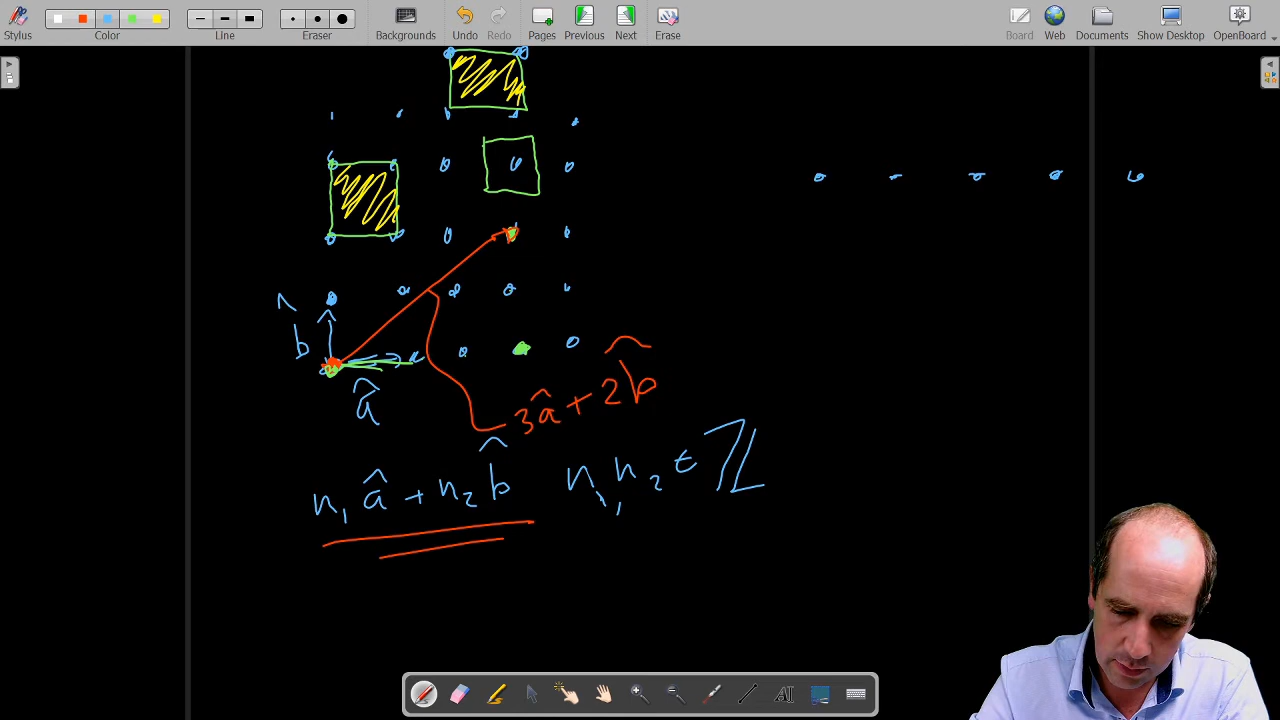 Stylus Color Line Eraser Backgrounds Undo Redo Pages Previous Next Erase Board Web Documents Show Desktop OpenBoard
b̂
â
3â + 2b̂
n₁â + n₂b̂ n₁, n₂ ∈ ℤ
AI